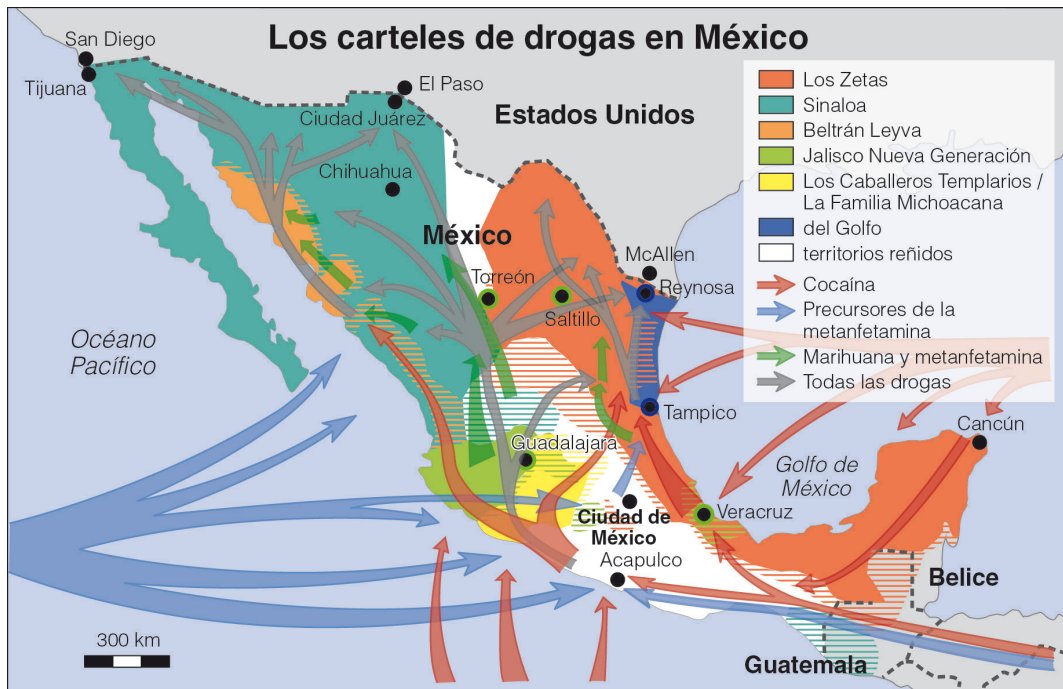 Los carteles de drogas en México
San Diego
Tijuana
El Paso
Ciudad Juárez
Estados Unidos
Chihuahua
México
Torreón
Saltillo
McAllen
Reynosa
Océano
Pacífico
Tampico
Cancún
Guadalajara
Golfo de
México
Ciudad de
México
Veracruz
Acapulco
Belice
Guatemala
300 km
Los Zetas
Sinaloa
Beltrán Leyva
Jalisco Nueva Generación
Los Caballeros Templarios /
La Familia Michoacana
del Golfo
territorios reñidos
Cocaína
Precursores de la
metanfetamina
Marihuana y metanfetamina
Todas las drogas